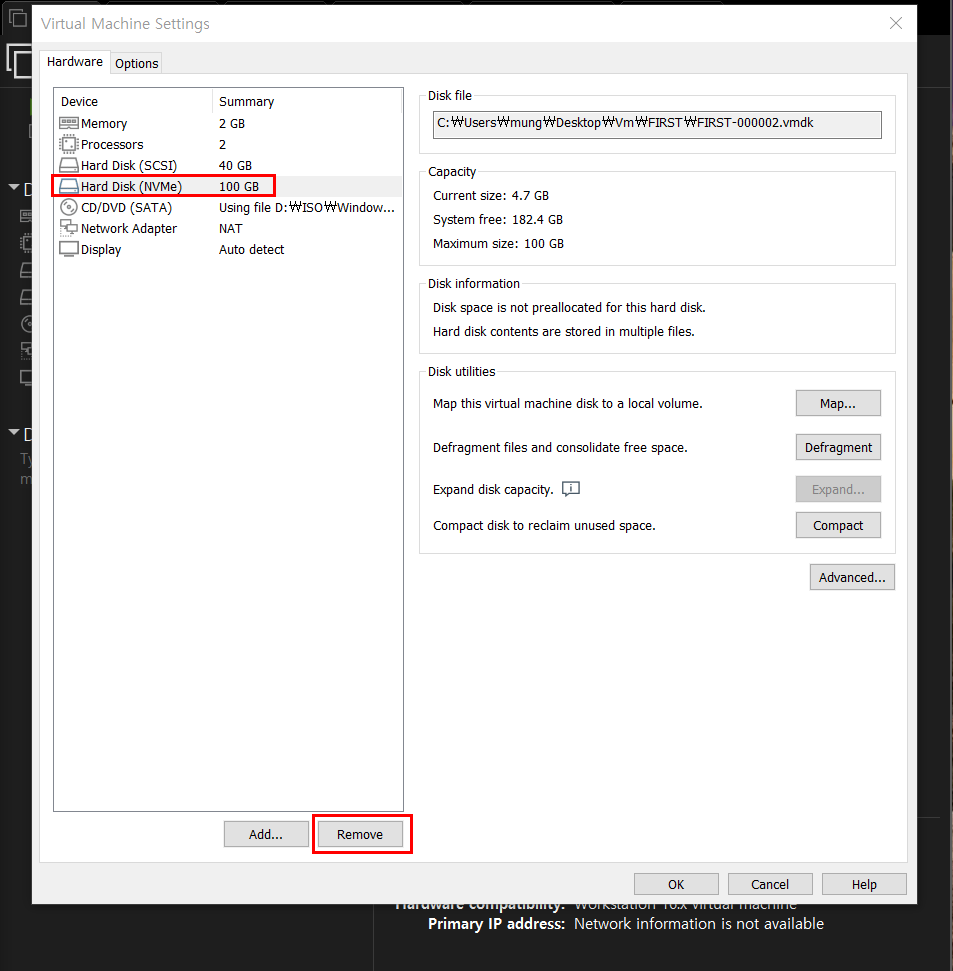 Virtual Machine Settings
Hardware Options
Device Summary
Memory 2 GB
Processors 2
Hard Disk (SCSI) 40 GB
Hard Disk (NVMe) 100 GB
CD/DVD (SATA) Using file D:₩ISO₩Window...
Network Adapter NAT
Display Auto detect
Add... Remove
Disk file
C:₩Users₩mung₩Desktop₩Vm₩FIRST₩FIRST-000002.vmdk
Capacity
Current size: 4.7 GB
System free: 182.4 GB
Maximum size: 100 GB
Disk information
Disk space is not preallocated for this hard disk.
Hard disk contents are stored in multiple files.
Disk utilities
Map this virtual machine disk to a local volume. Map...
Defragment files and consolidate free space. Defragment
Expand disk capacity. Expand...
Compact disk to reclaim unused space. Compact
Advanced...
OK Cancel Help
Hardware compatibility: Workstation 16.x virtual machine
Primary IP address: Network information is not available